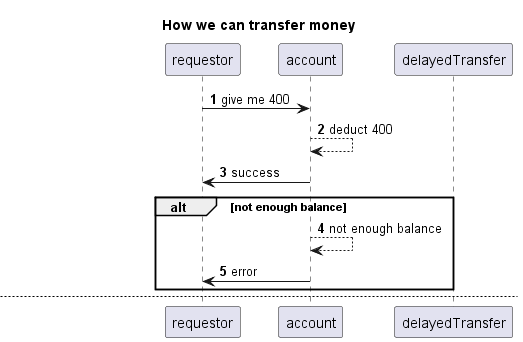 How we can transfer money
requestor account delayedTransfer
1 give me 400
2 deduct 400
3 success
alt [not enough balance]
4 not enough balance
5 error
requestor account delayedTransfer